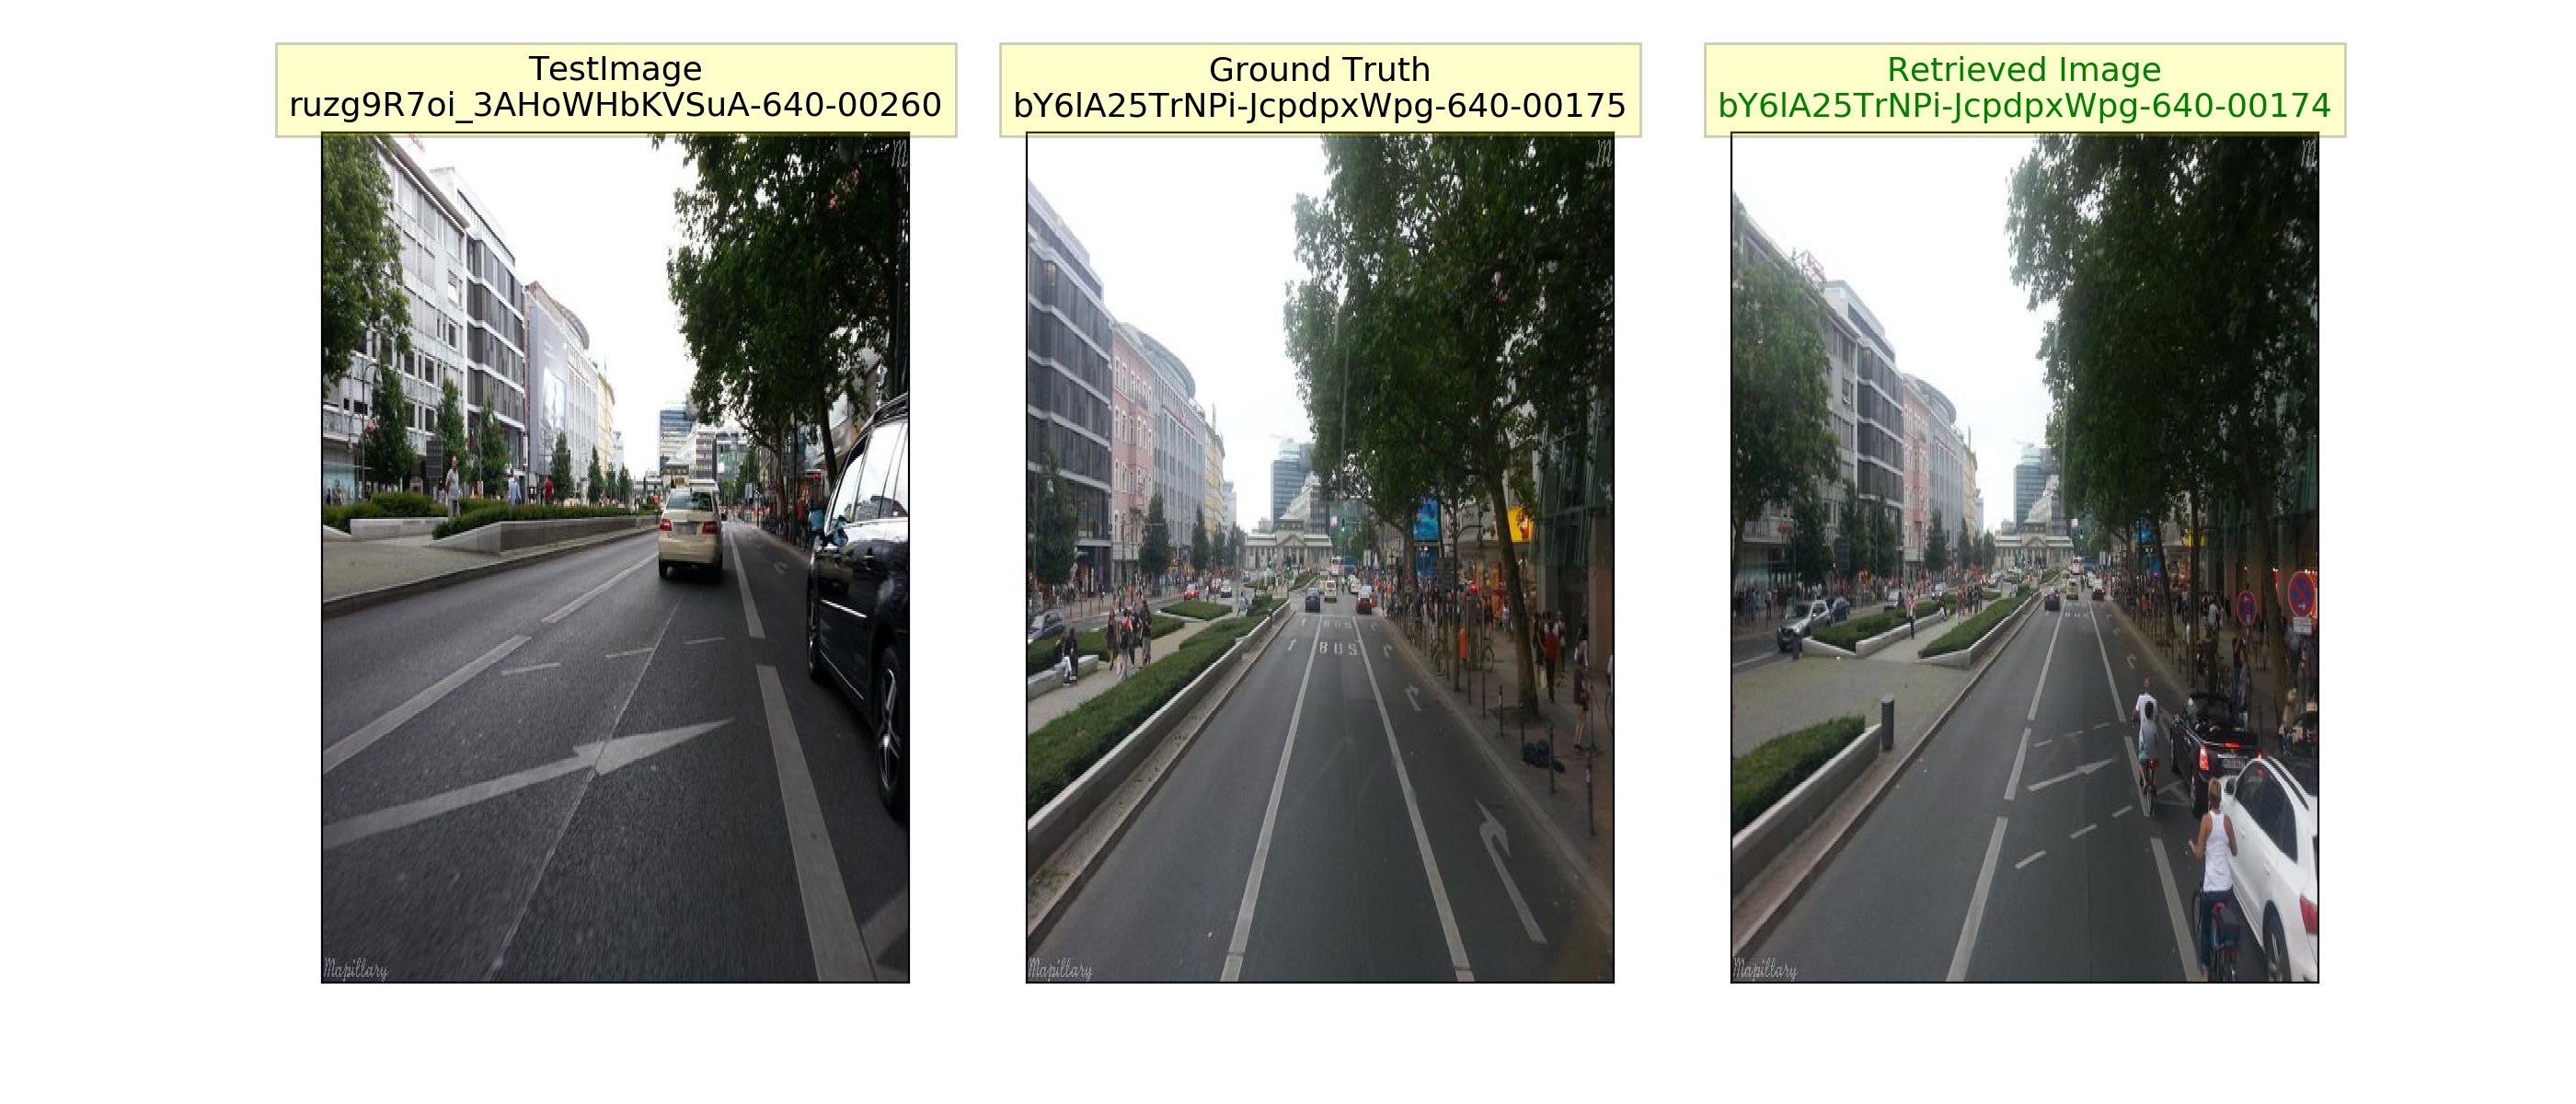 TestImage
ruzg9R7oi_3AHoWHbKVSuA-640-00260
Ground Truth
bY6lA25TrNPi-JcpdpxWpg-640-00175
Retrieved Image
bY6lA25TrNPi-JcpdpxWpg-640-00174
M
M
M
BUS
BUS
Mapillary
Mapillary
Mapillary